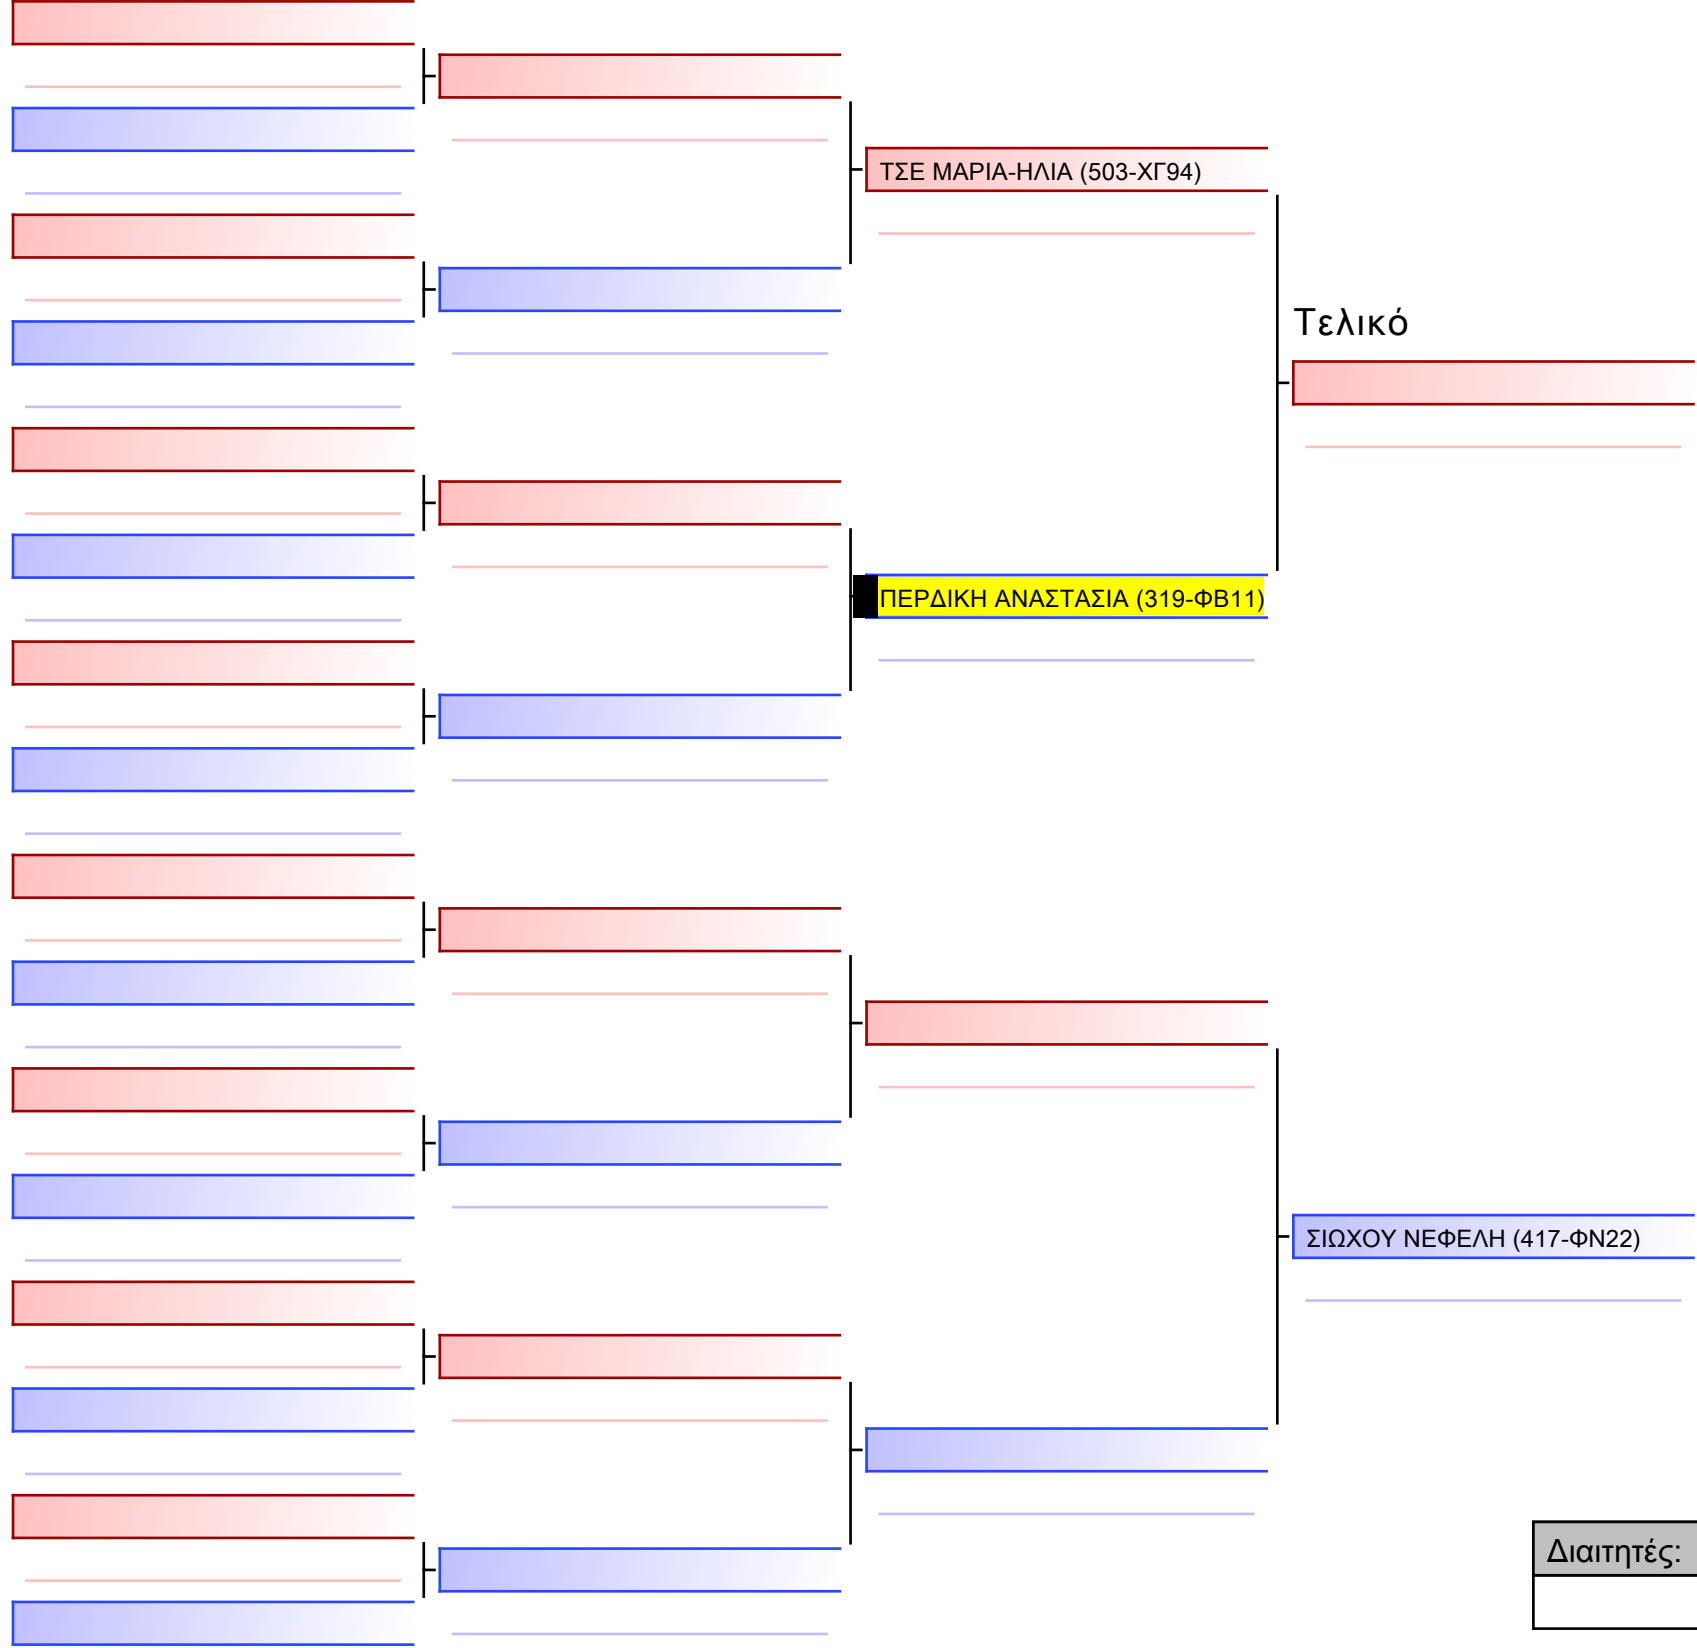 ΤΣΕ ΜΑΡΙΑ-ΗΛΙΑ (503-ΧΓ94)
Τελικό
ΠΕΡΔΙΚΗ ΑΝΑΣΤΑΣΙΑ (319-ΦΒ11)
ΣΙΩΧΟΥ ΝΕΦΕΛΗ (417-ΦΝ22)
Διαιτητές: